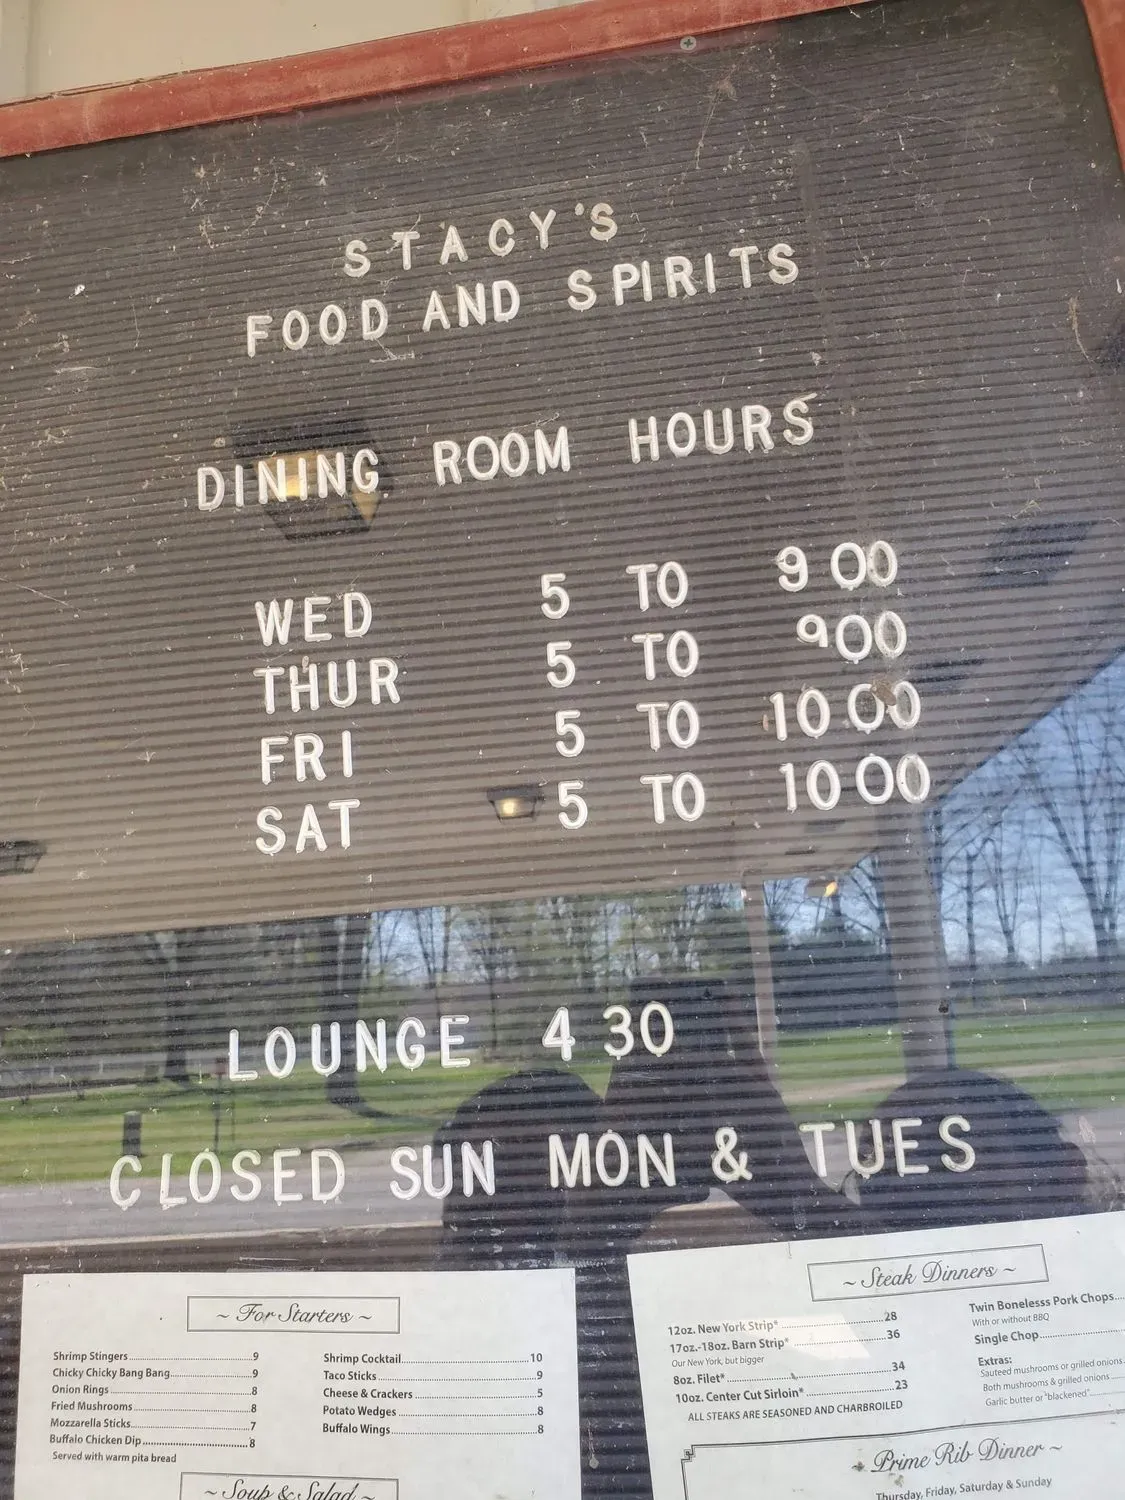 STACY'S
FOOD AND SPIRITS
DINING ROOM HOURS
WED 5 TO 9 00
THUR 5 TO 9 00
FRI 5 TO 10 00
SAT 5 TO 10 00
LOUNGE 4 30
CLOSED SUN MON & TUES
~ For Starters ~
Shrimp Stingers 9
Chicky Chicky Bang Bang 9
Onion Rings 8
Fried Mushrooms 8
Mozzarella Sticks 7
Buffalo Chicken Dip 8
Served with warm pita bread
Shrimp Cocktail 10
Taco Sticks 9
Cheese & Crackers 5
Potato Wedges 8
Buffalo Wings 8
~ Soup & Salad ~
~ Steak Dinners ~
12oz. New York Strip* 28
17oz.-18oz. Barn Strip* 36
Our New York, but bigger
8oz. Filet* 34
10oz. Center Cut Sirloin* 23
ALL STEAKS ARE SEASONED AND CHARBROILED
Twin Bonelesss Pork Chops
With or without BBQ
Single Chop
Extras:
Sauteed mushrooms or grilled onions
Both mushrooms & grilled onions
Garlic butter or "blackened"
~ Prime Rib Dinner ~
Thursday, Friday, Saturday & Sunday